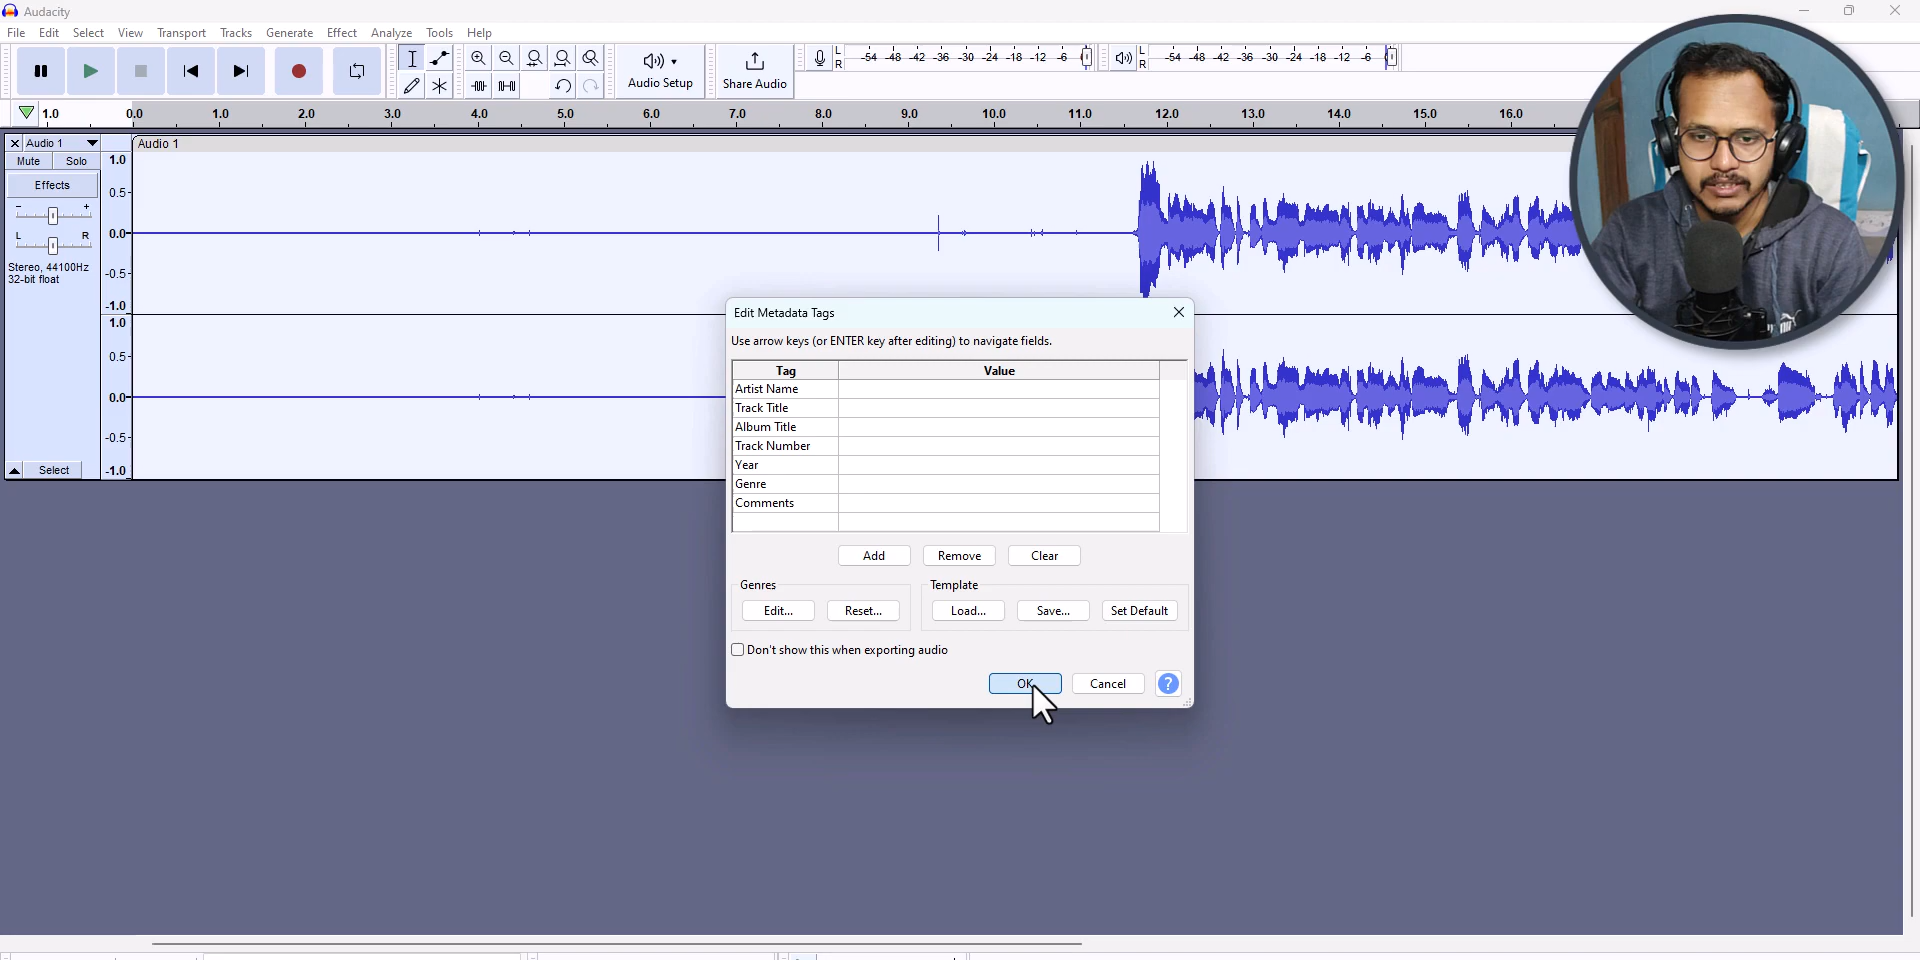 Audacity
File Edit Select View Transport Tracks Generate Effect Analyze Tools Help
Audio Setup
Share Audio
L
R
-54 -48 -42 -36 -30 -24 -18 -12 -6 0
L
R
-54 -48 -42 -36 -30 -24 -18 -12 -6 0
1.0 0.0 1.0 2.0 3.0 4.0 5.0 6.0 7.0 8.0 9.0 10.0 11.0 12.0 13.0 14.0 15.0 16.0
Audio 1
Audio 1
Mute Solo
Effects
- +
L R
Stereo, 44100Hz
32-bit float
Select
1.0
0.5
0.0
-0.5
-1.0
1.0
0.5
0.0
-0.5
-1.0
Edit Metadata Tags
Use arrow keys (or ENTER key after editing) to navigate fields.
Tag Value
Artist Name
Track Title
Album Title
Track Number
Year
Genre
Comments
Add Remove Clear
Genres Template
Edit... Reset... Load... Save... Set Default
Don't show this when exporting audio
OK Cancel ?